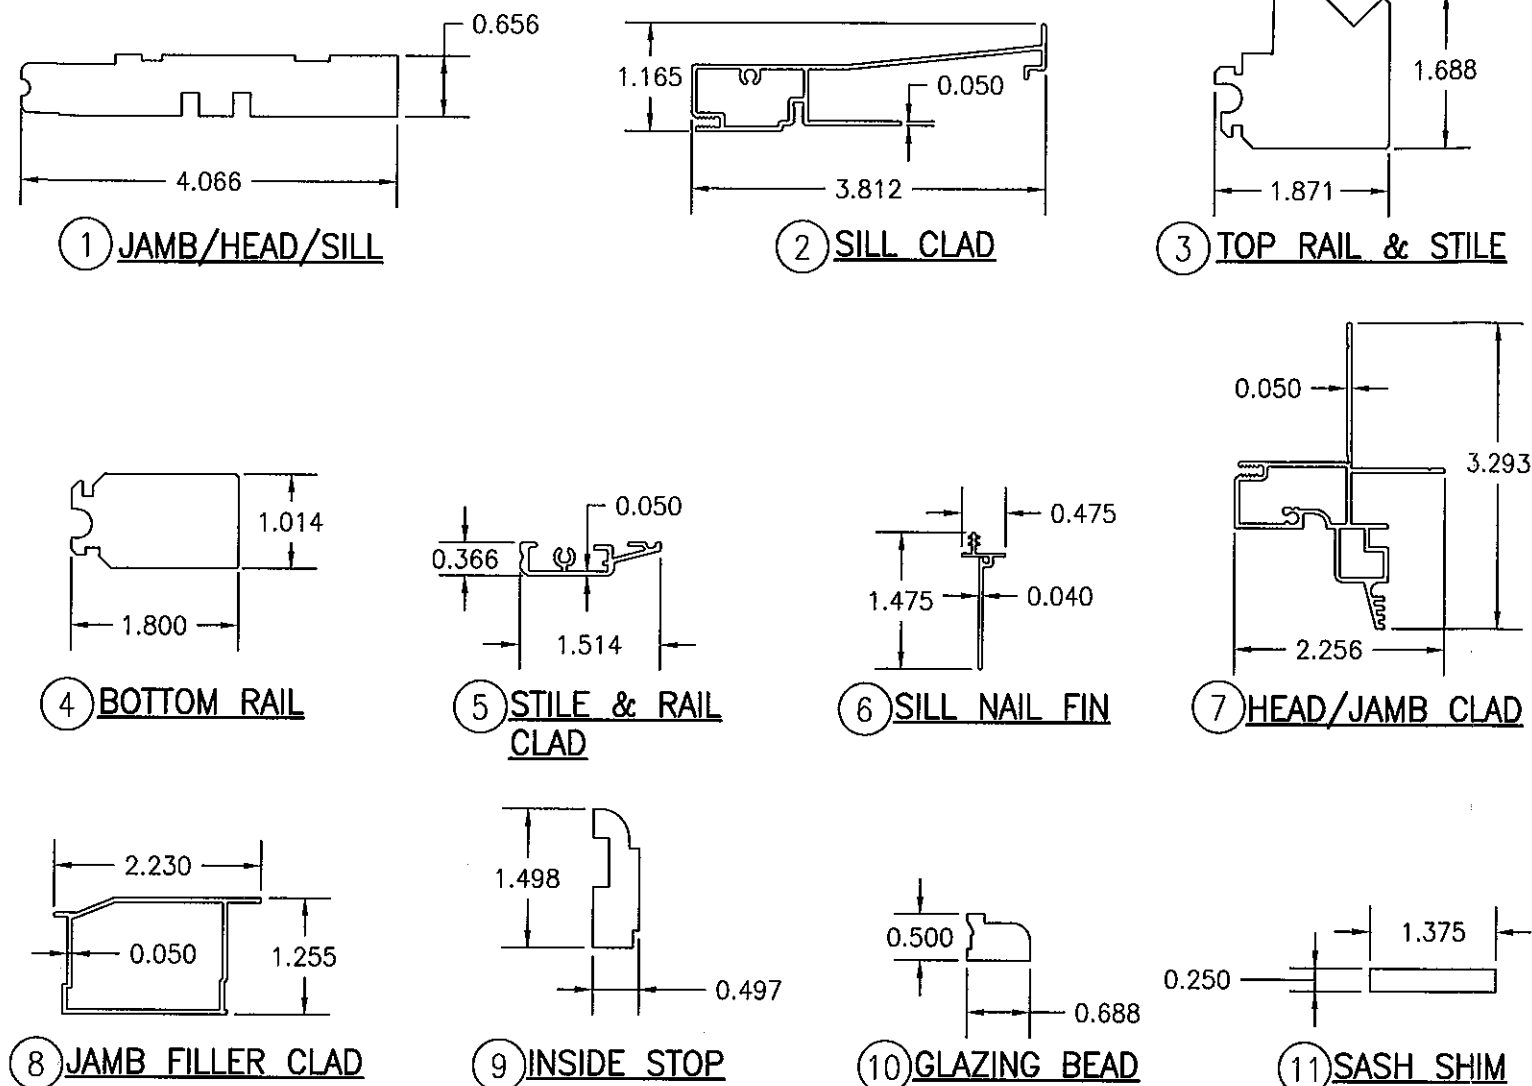 0.656
4.066
1 JAMB/HEAD/SILL
1.165
0.050
3.812
2 SILL CLAD
1.688
1.871
3 TOP RAIL & STILE
1.014
1.800
4 BOTTOM RAIL
0.050
0.366
1.514
5 STILE & RAIL
CLAD
0.475
1.475
0.040
6 SILL NAIL FIN
0.050
3.293
2.256
7 HEAD/JAMB CLAD
2.230
0.050
1.255
8 JAMB FILLER CLAD
1.498
0.497
9 INSIDE STOP
0.500
0.688
10 GLAZING BEAD
1.375
0.250
11 SASH SHIM